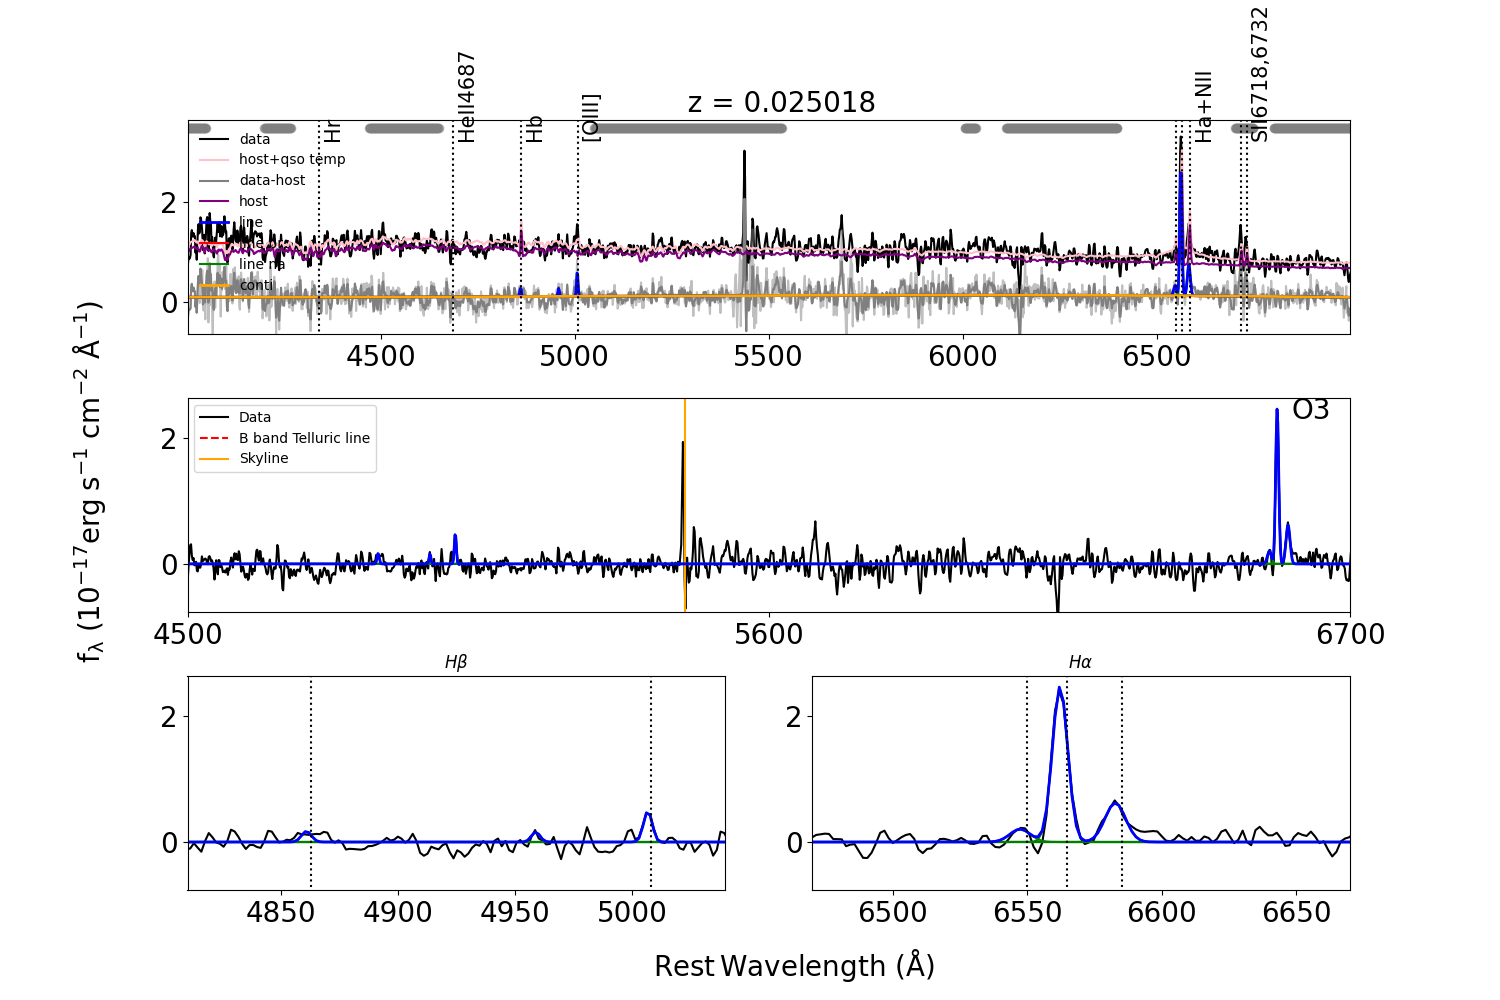 z = 0.025018
Hr
HeII4687
Hb
[OIII]
Ha+NII
SII6718,6732
data
host+qso temp
data-host
host
line
line na
conti
2
0
4500 5000 5500 6000 6500
Data
B band Telluric line
Skyline
O3
2
0
4500 5600 6700
fλ (10⁻¹⁷erg s⁻¹ cm⁻² Å⁻¹)
Hβ
2
0
4850 4900 4950 5000
Hα
2
0
6500 6550 6600 6650
Rest Wavelength (Å)